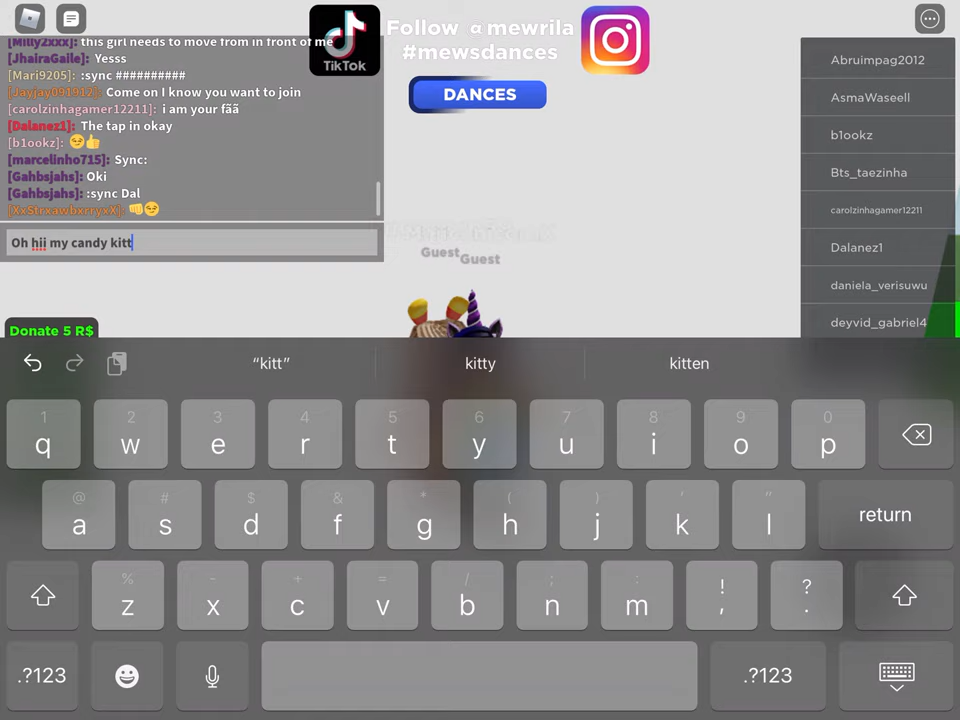 [Milly2xxx]: this girl needs to move from in front of me
[JhairaGaile]: Yesss
[Mari9205]: :sync ##########
[Jayjay091912]: Come on I know you want to join
[carolzinhagamer12211]: i am your fãã
[Dalanez1]: The tap in okay
[b1ookz]: 😏👍
[marcelinho715]: Sync:
[Gahbsjahs]: Oki
[Gahbsjahs]: :sync Dal
[XxStrxawbxrryxX]: 👊😏
Oh hii my candy kitt
Donate 5 R$
TikTok
Follow @mewrila
#mewsdances
DANCES
Guest
Guest
Abruimpag2012
AsmaWaseell
b1ookz
Bts_taezinha
carolzinhagamer12211
Dalanez1
daniela_verisuwu
deyvid_gabriel4
“kitt” kitty kitten
1 2 3 4 5 6 7 8 9 0
q w e r t y u i o p
@ # $ & * ( ) ' "
a s d f g h j k l return
% - + = / ; : ! ?
z x c v b n m , .
.?123 .?123